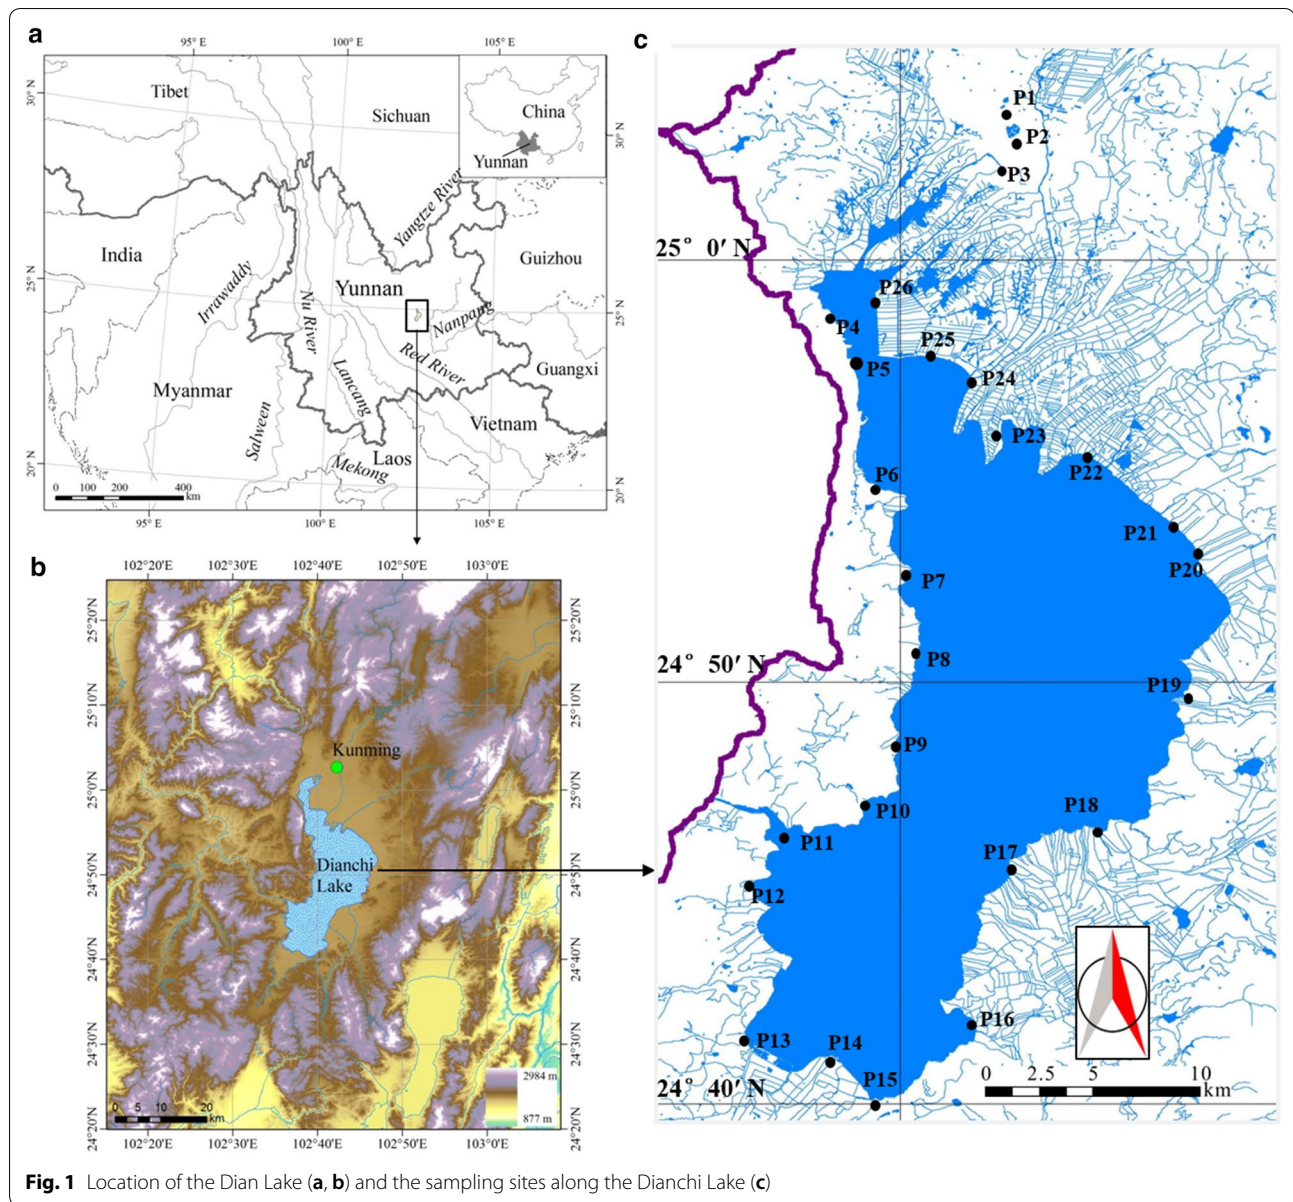 a
95° E
100° E
105° E
30° N
Tibet
Sichuan
China
Yunnan
30° N
Yangtze River
India
Guizhou
Irrawaddy
Nu River
Yunnan
25° N
25° N
Nanpang
Red River
Guangxi
Lancang
Myanmar
Salween
Vietnam
Laos
Mekong
20° N
20° N
0 100 200 400
km
95° E
100° E
105° E
b
102°20'E 102°30'E 102°40'E 102°50'E 103°0'E
25°20'N
25°20'N
25°10'N
25°10'N
Kunming
25°0'N
25°0'N
Dianchi
Lake
24°50'N
24°50'N
24°40'N
24°40'N
24°30'N
24°30'N
2984 m
877 m
0 5 10 20
km
24°20'N
24°20'N
102°20'E 102°30'E 102°40'E 102°50'E 103°0'E
c
P1
P2
P3
25° 0′ N
P26
P4
P25
P5
P24
P23
P22
P6
P21
P20
P7
P8
24° 50′ N
P19
P9
P10
P18
P11
P17
P12
P16
P13
P14
P15
24° 40′ N
0 2.5 5 10
km
Fig. 1 Location of the Dian Lake (a, b) and the sampling sites along the Dianchi Lake (c)